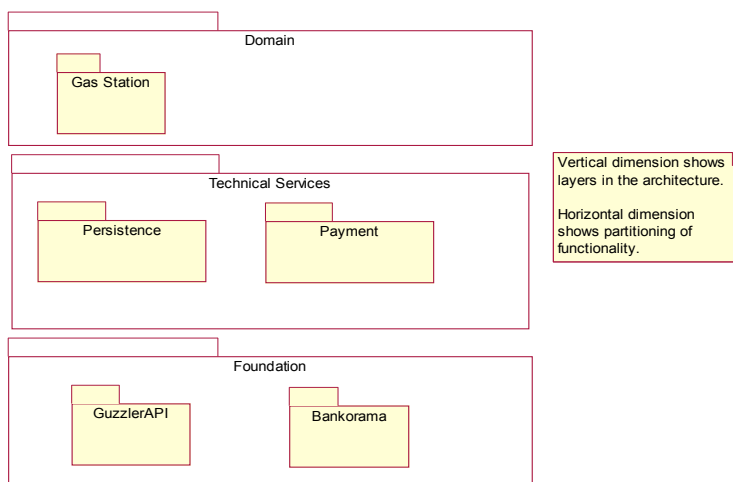 Domain
Gas Station
Technical Services
Persistence
Payment
Vertical dimension shows
layers in the architecture.
Horizontal dimension
shows partitioning of
functionality.
Foundation
GuzzlerAPI
Bankorama